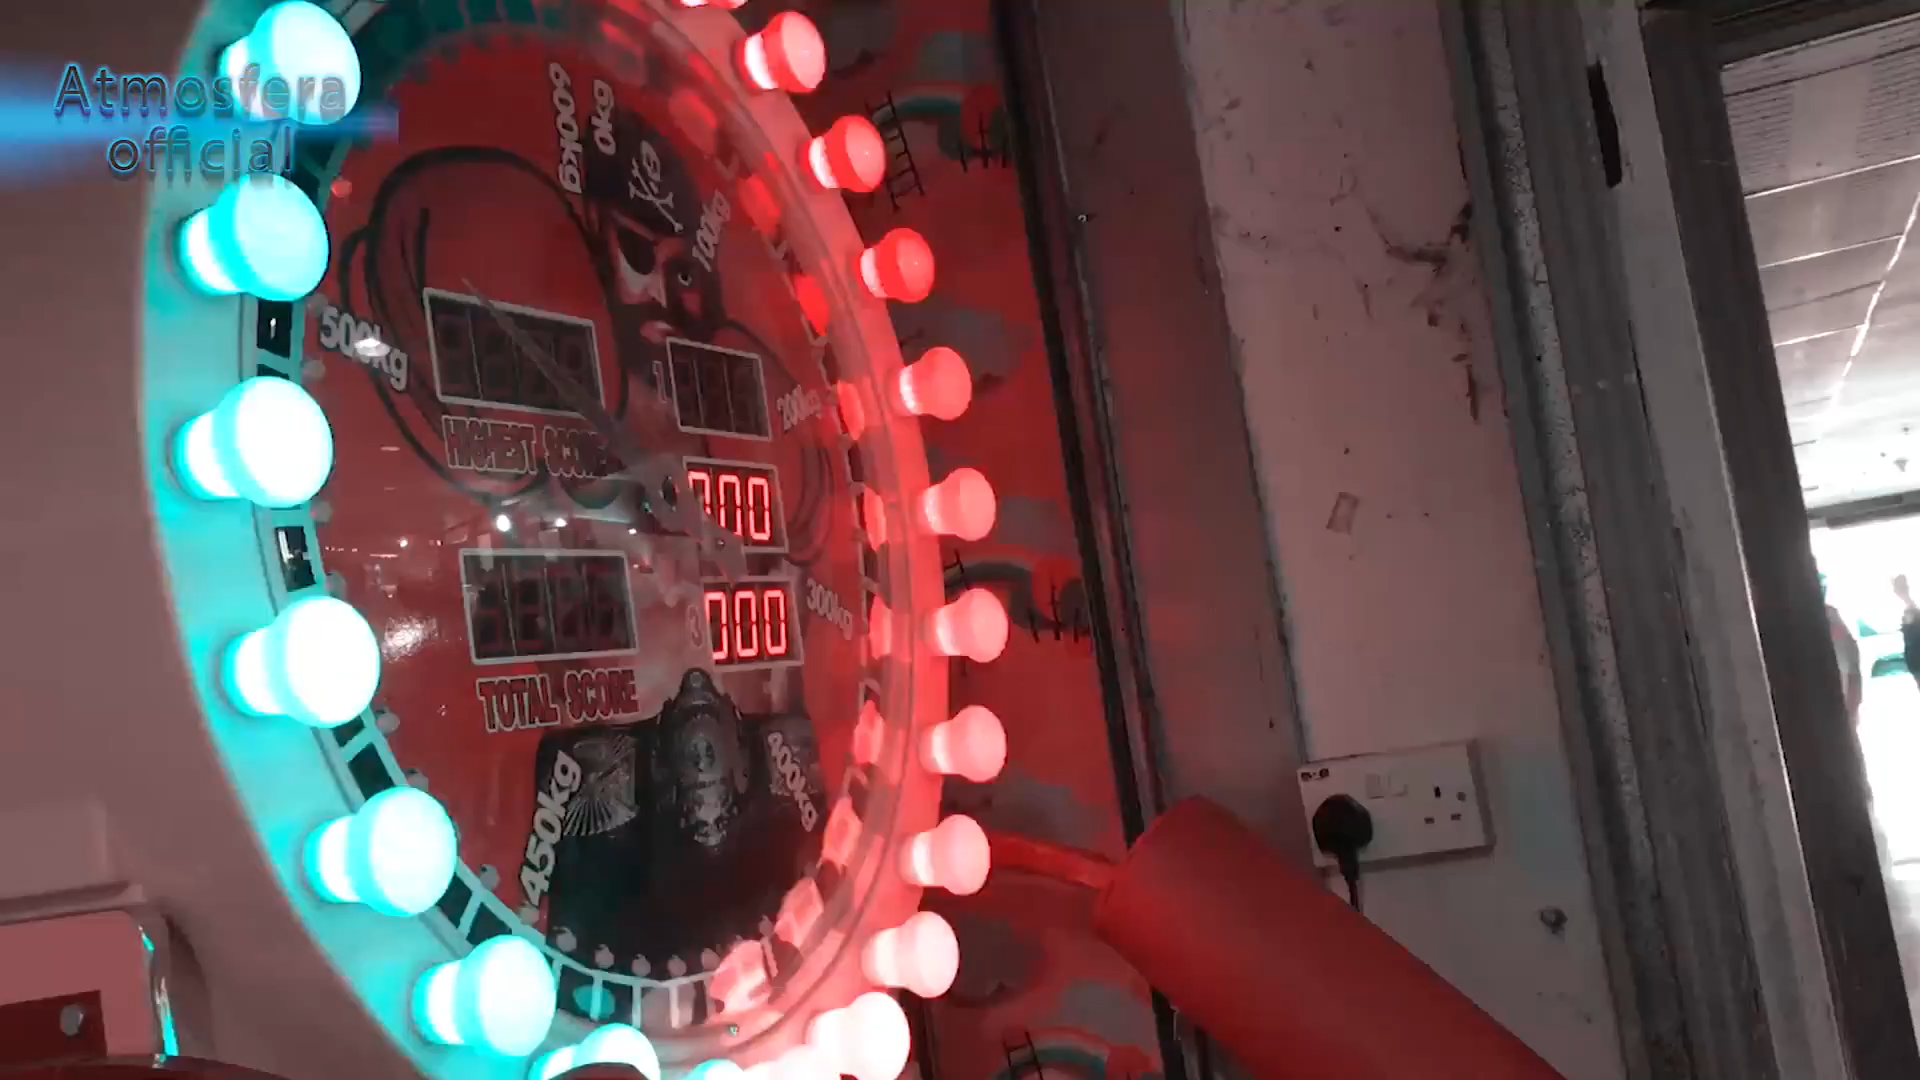 Atmosfera
official
600kg
0kg
100kg
500kg
1
200kg
HIGHEST SCORE
000
300kg
3
000
TOTAL SCORE
450kg
400kg